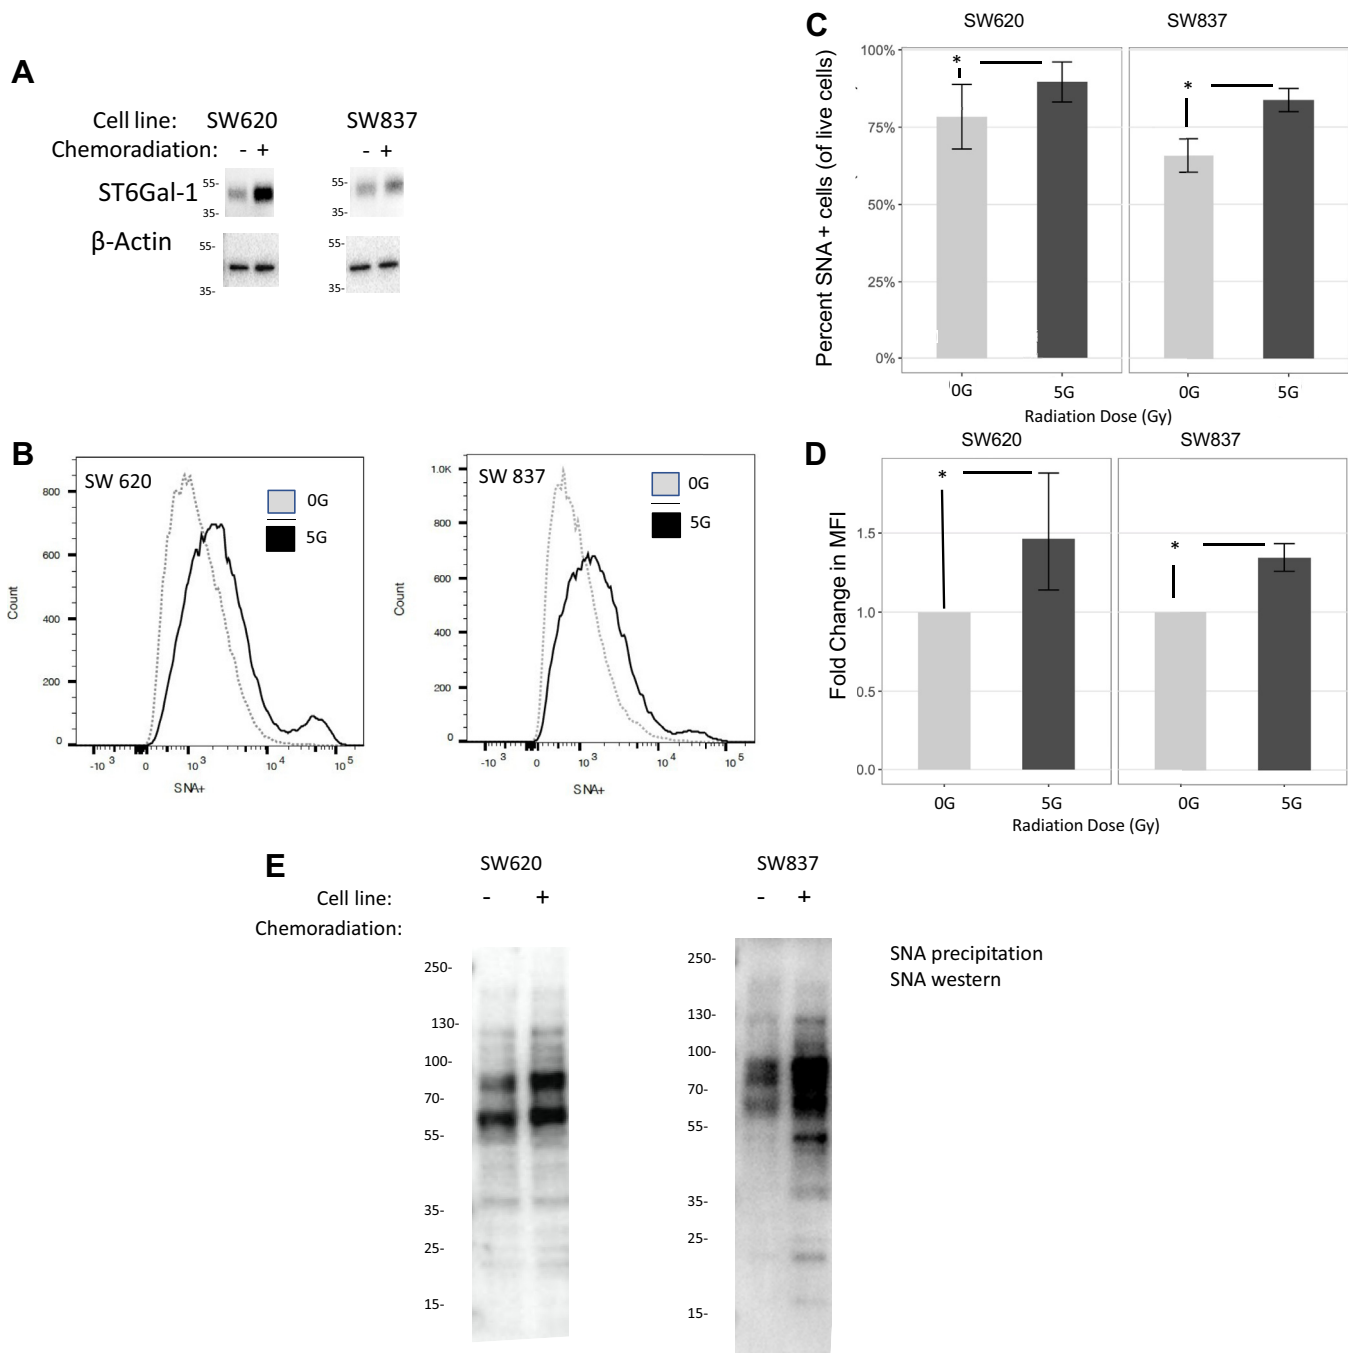 A
Cell line: SW620 SW837
Chemoradiation: - + - +
ST6Gal-1
55-
35-
55-
35-
β-Actin
55-
35-
55-
35-
B
SW 620
0G
5G
Count
800
600
400
200
0
-10 3
0
10 3
10 4
10 5
SNA+
SW 837
0G
5G
Count
1.0K
800
600
400
200
0
-10 3
0
10 3
10 4
10 5
SNA+
C
SW620 SW837
Percent SNA + cells (of live cells)
100%
75%
50%
25%
0%
*
*
0G 5G 0G 5G
Radiation Dose (Gy)
D
SW620 SW837
Fold Change in MFI
1.5
1.0
0.5
0.0
*
*
0G 5G 0G 5G
Radiation Dose (Gy)
E
SW620 SW837
Cell line: - + - +
Chemoradiation:
250-
130-
100-
70-
55-
35-
25-
15-
250-
130-
100-
70-
55-
35-
25-
15-
SNA precipitation
SNA western